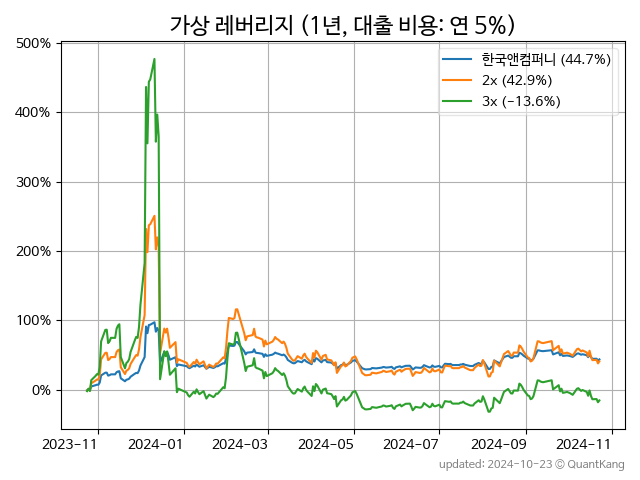 가상 레버리지 (1년, 대출 비용: 연 5%)
500%
400%
300%
200%
100%
0%
한국앤컴퍼니 (44.7%)
2x (42.9%)
3x (−13.6%)
2023-11
2024-01
2024-03
2024-05
2024-07
2024-09
2024-11
updated: 2024-10-23 © QuantKang